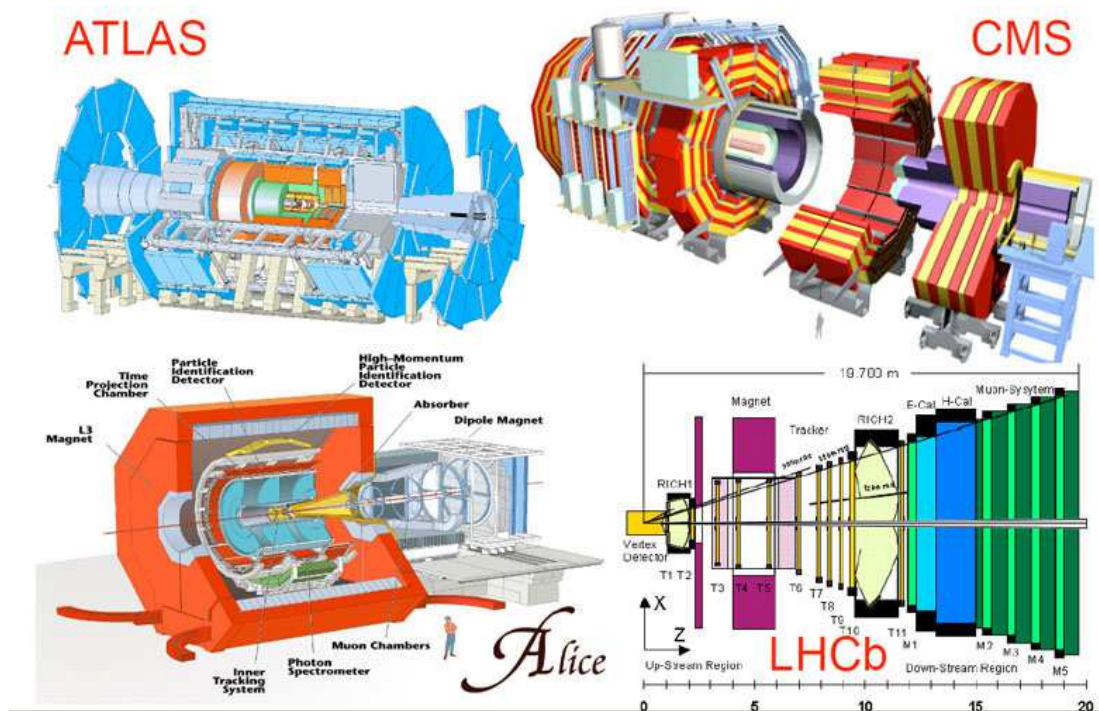 ATLAS
CMS
Time
Projection
Chamber
Particle
Identification
Detector
High-Momentum
Particle
Identification
Detector
Absorber
Dipole Magnet
L3
Magnet
Muon Chambers
Photon
Spectrometer
Inner
Tracking
System
Alice
19.700 m
Magnet
Tracker
RICH1
RICH2
E-Cal
H-Cal
Muon-Sysytem
Vertex
Detector
T1 T2
T3
T4
T5
T6
T7
T8
T9
T10
T11
M1
M2
M3
M4
M5
X
Z
LHCb
Up-Stream Region
Down-Stream Region
0 5 10 15 20